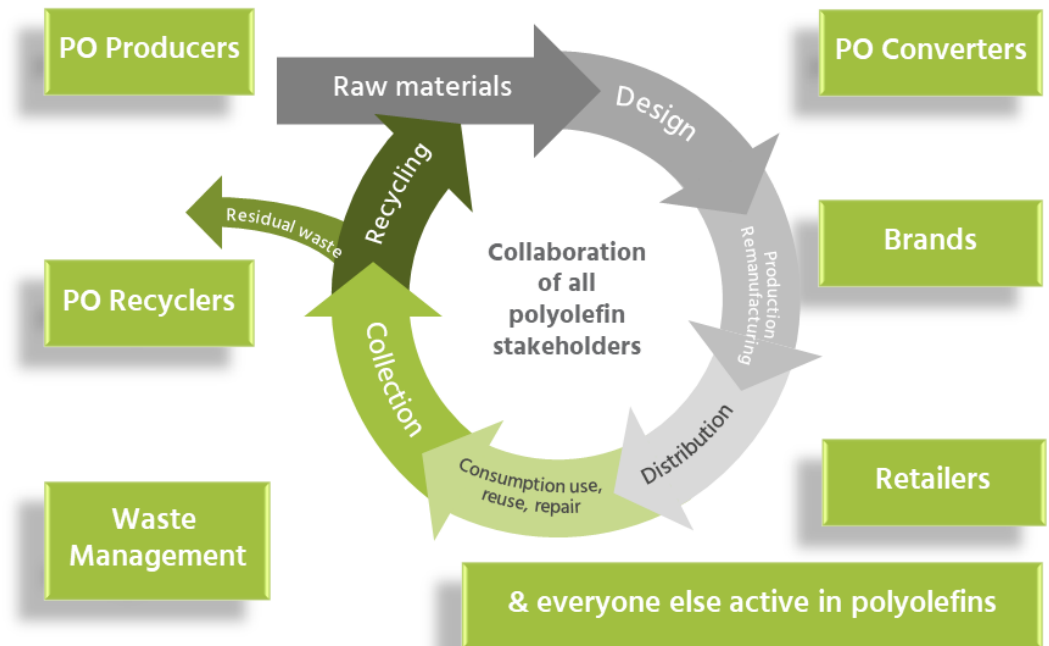 PO Producers
Raw materials
PO Converters
Design
Recycling
Residual waste
Brands
Production
Remanufacturing
Collaboration
of all
polyolefin
stakeholders
PO Recyclers
Collection
Distribution
Consumption use,
reuse, repair
Retailers
Waste
Management
& everyone else active in polyolefins